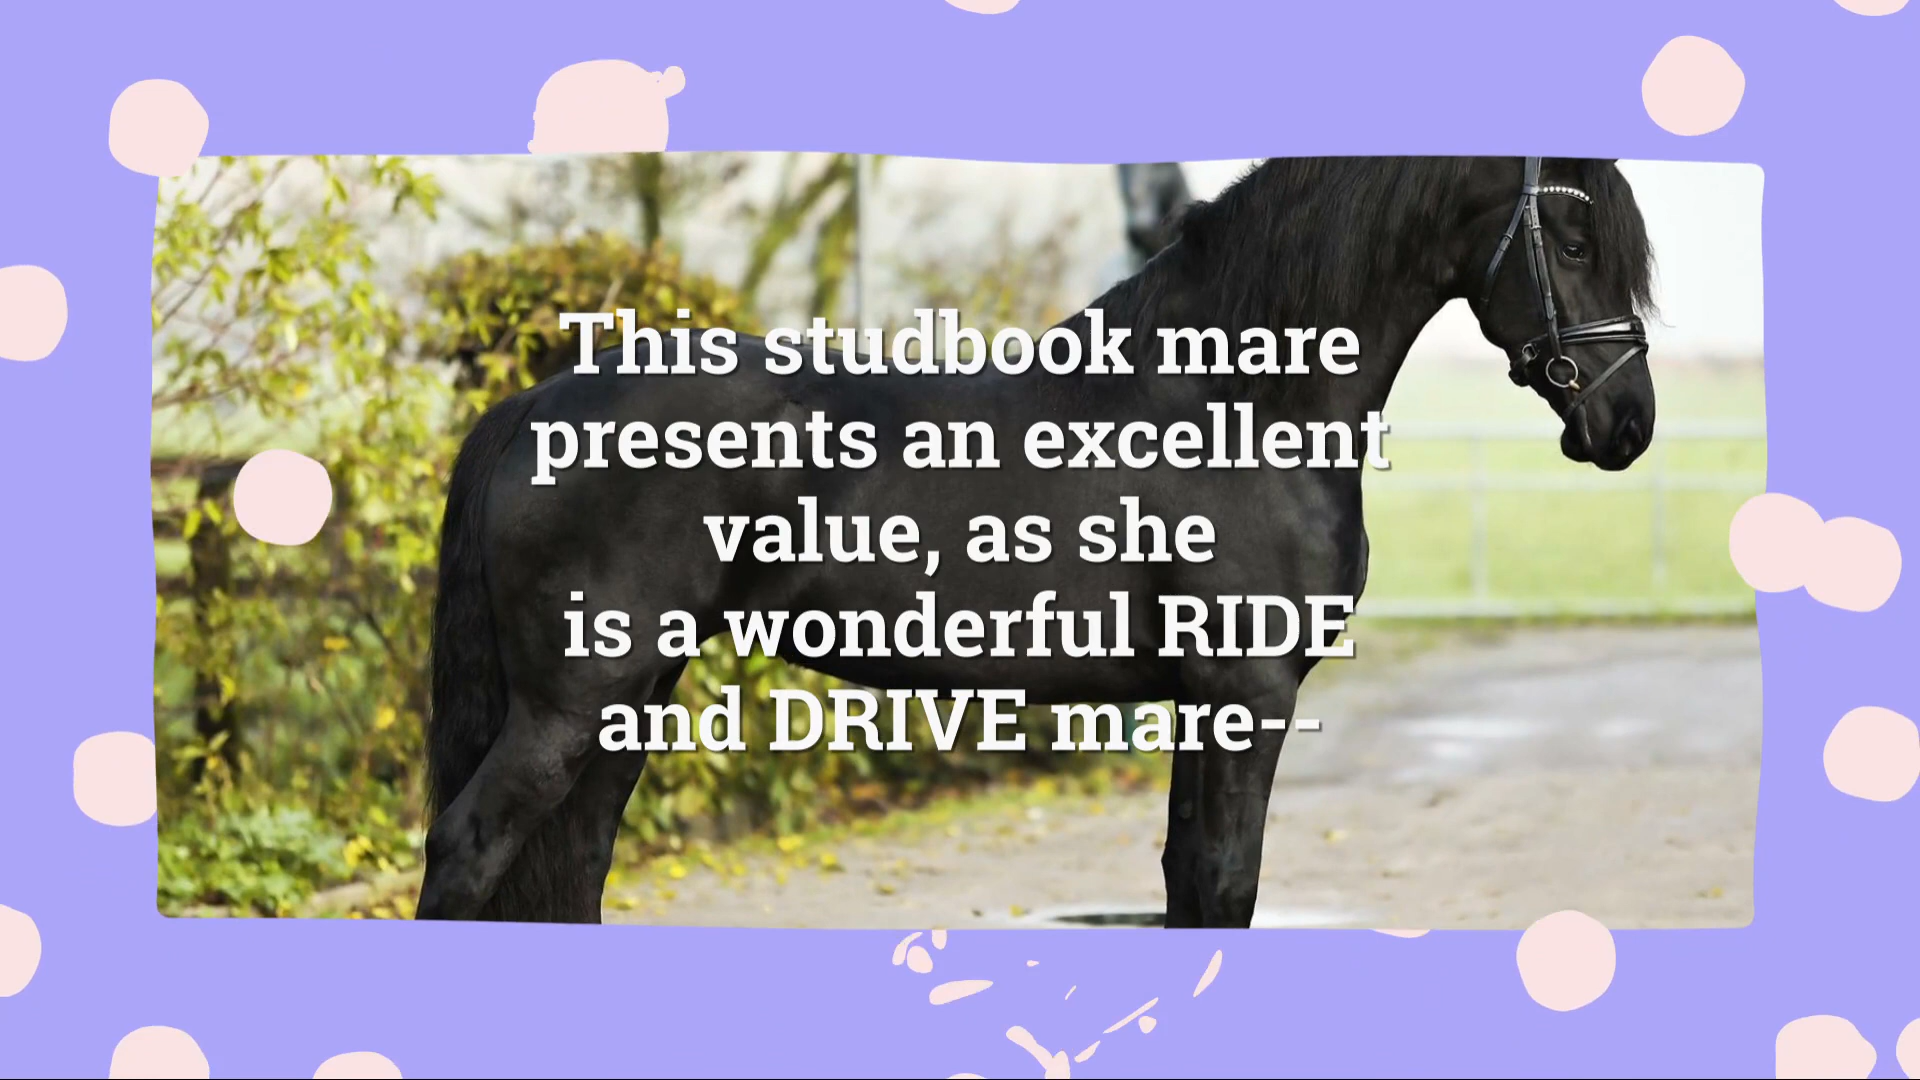 This studbook mare
presents an excellent
value, as she
is a wonderful RIDE
and DRIVE mare--